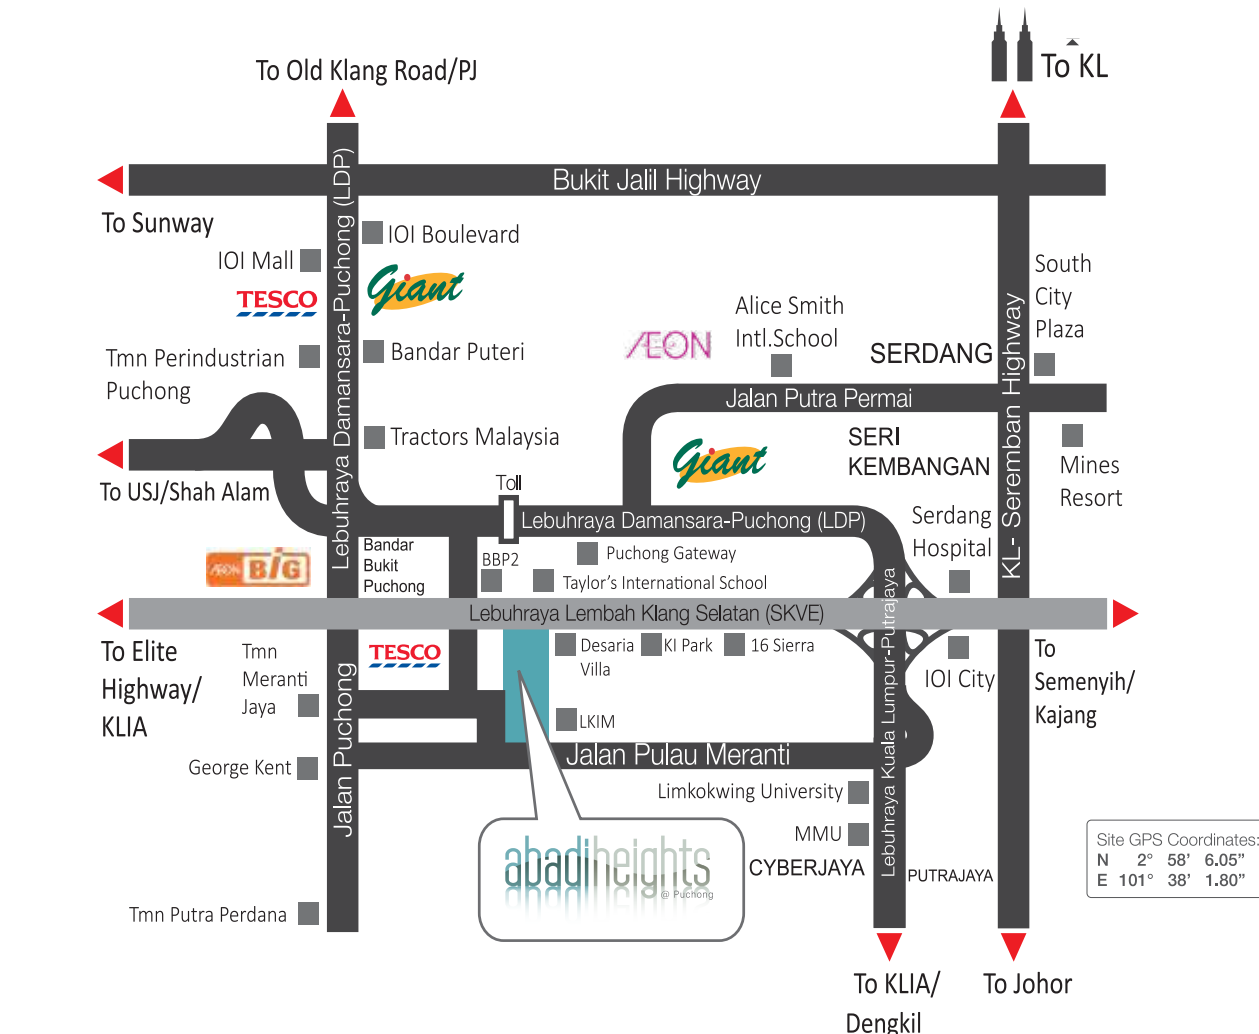 To Old Klang Road/PJ
To KL
Bukit Jalil Highway
To Sunway
Lebuhraya Damansara-Puchong (LDP)
IOI Boulevard
IOI Mall
TESCO
Giant
South
City
Plaza
Alice Smith
Intl.School
AEON
SERDANG
Tmn Perindustrian
Puchong
Bandar Puteri
KL- Seremban Highway
Jalan Putra Permai
Tractors Malaysia
SERI
KEMBANGAN
Giant
Mines
Resort
To USJ/Shah Alam
Toll
Lebuhraya Damansara-Puchong (LDP)
Serdang
Hospital
Bandar
Bukit
Puchong
BBP2
Puchong Gateway
Taylor's International School
AEON BiG
Lebuhraya Kuala Lumpur-Putrajaya
Lebuhraya Lembah Klang Selatan (SKVE)
To Elite
Highway/
KLIA
Tmn
Meranti
Jaya
TESCO
Desaria
Villa
KI Park
16 Sierra
IOI City
To
Semenyih/
Kajang
LKIM
Jalan Puchong
Jalan Pulau Meranti
George Kent
Limkokwing University
MMU
CYBERJAYA
PUTRAJAYA
abadiheights
@ Puchong
Site GPS Coordinates:
N 2° 58' 6.05"
E 101° 38' 1.80"
Tmn Putra Perdana
To KLIA/
Dengkil
To Johor